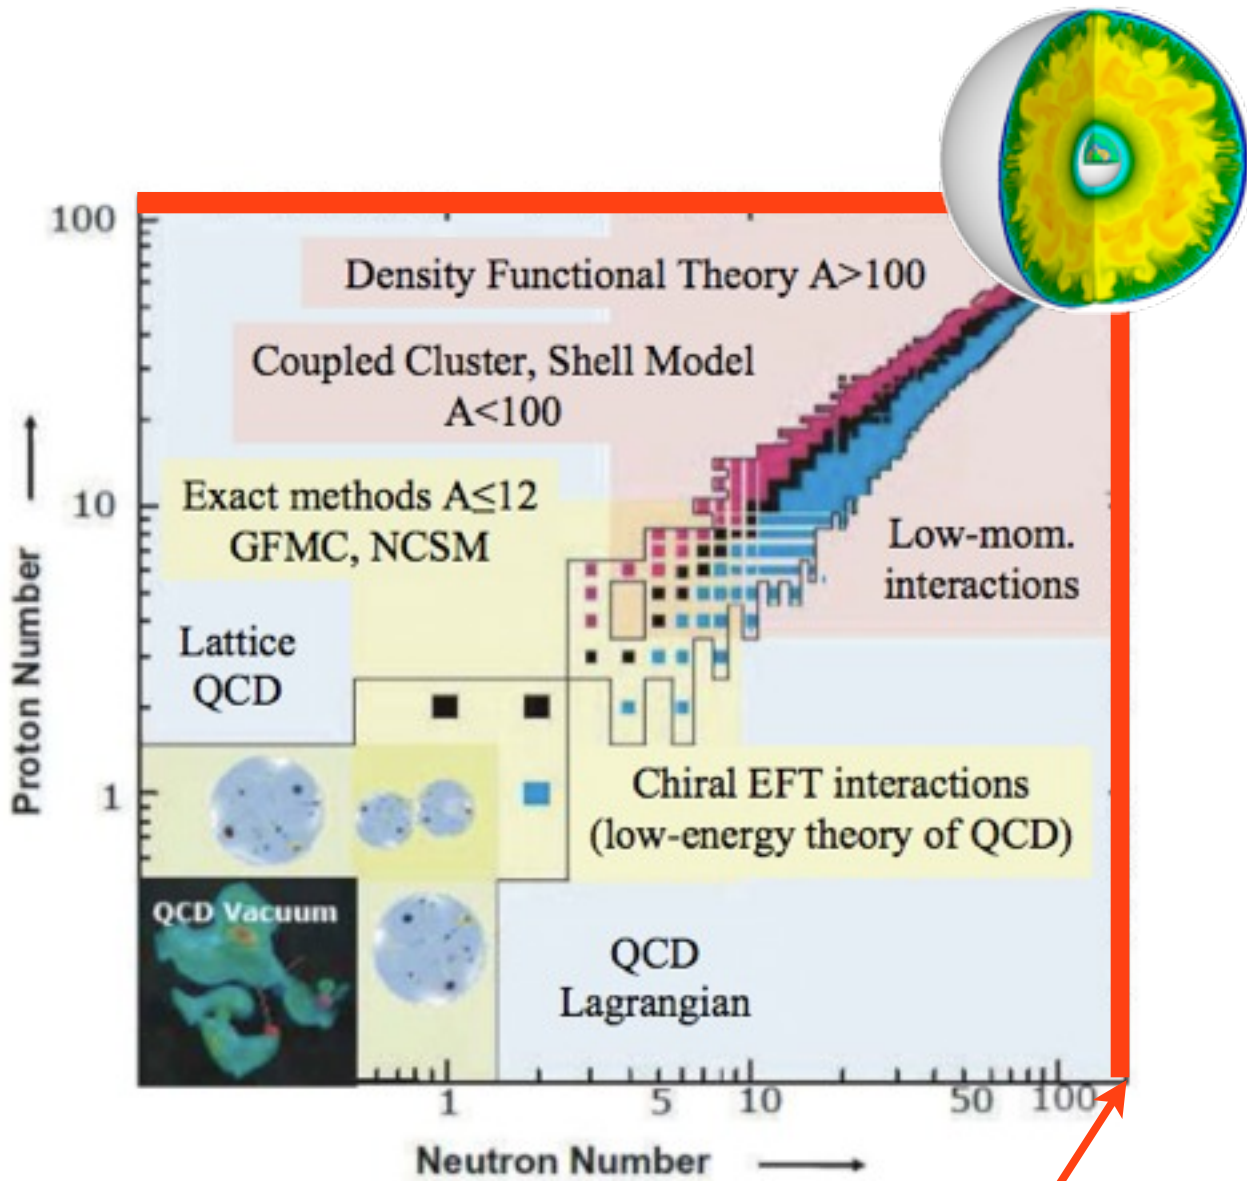 100
Density Functional Theory A>100
Coupled Cluster, Shell Model
A<100
10
Exact methods A≤12
GFMC, NCSM
Low-mom.
interactions
Lattice
QCD
Proton Number
1
Chiral EFT interactions
(low-energy theory of QCD)
QCD Vacuum
QCD
Lagrangian
1
5
10
50
100
Neutron Number